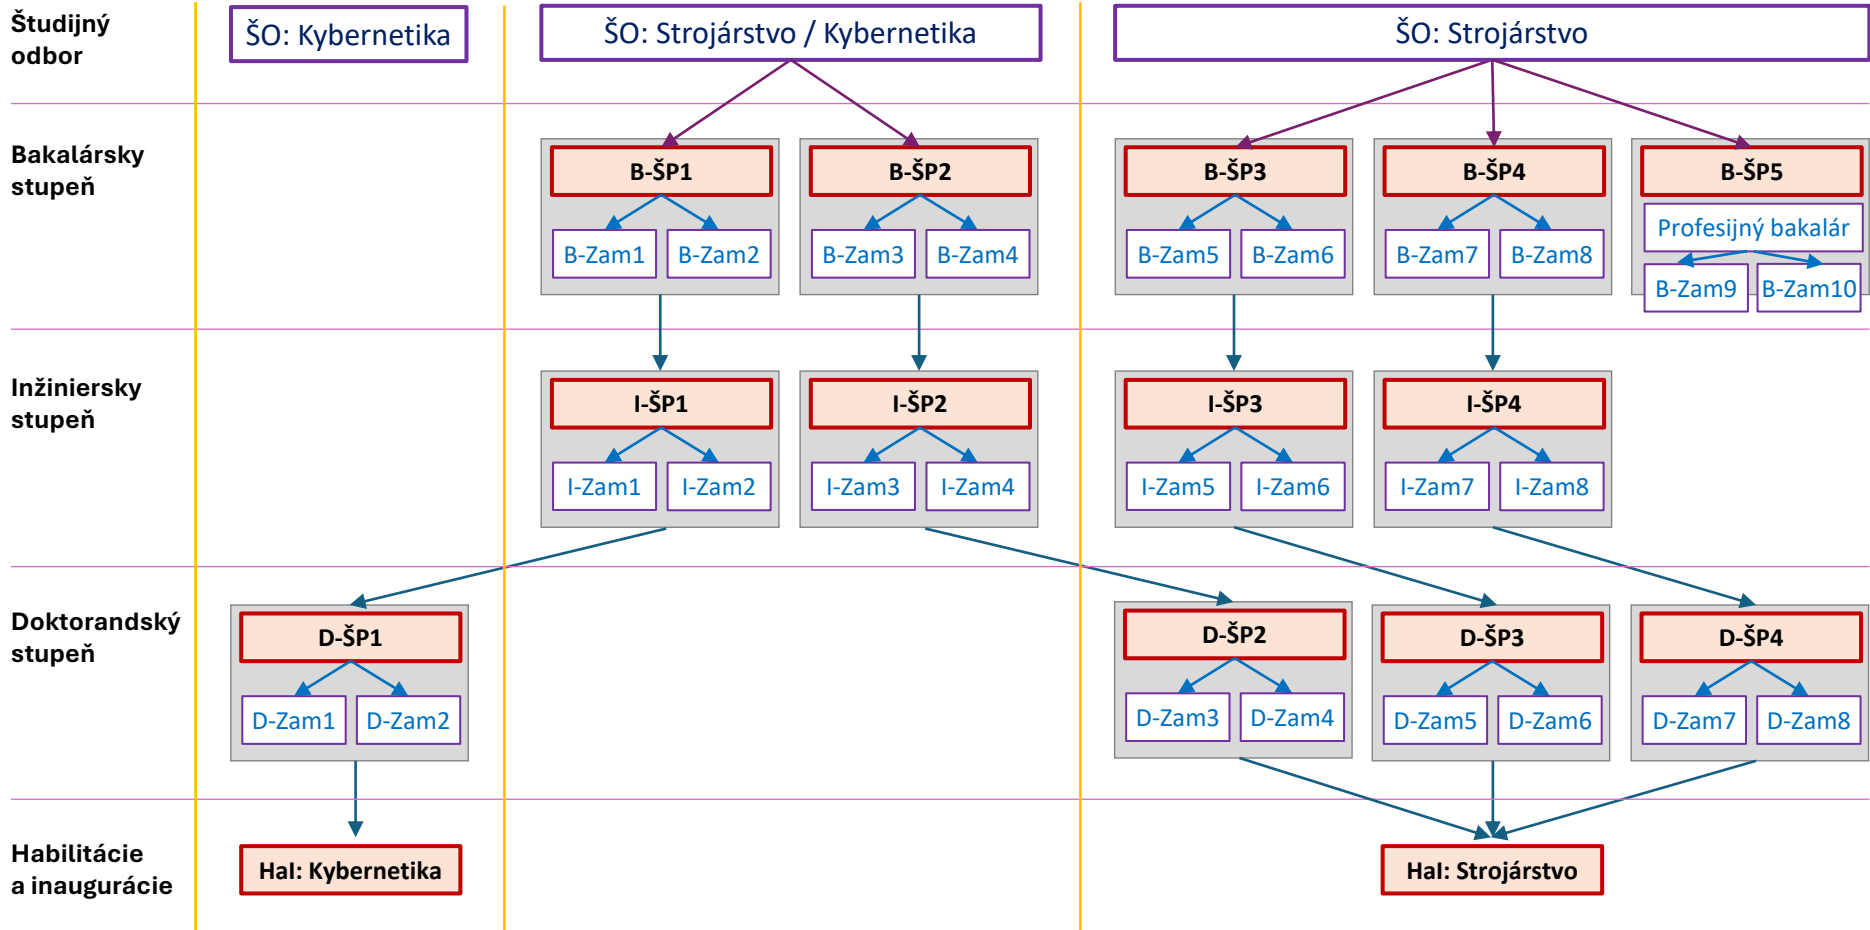 Študijný
odbor
ŠO: Kybernetika
ŠO: Strojárstvo / Kybernetika
ŠO: Strojárstvo
Bakalársky
stupeň
B-ŠP1
B-ŠP2
B-ŠP3
B-ŠP4
B-ŠP5
Profesijný bakalár
B-Zam1
B-Zam2
B-Zam3
B-Zam4
B-Zam5
B-Zam6
B-Zam7
B-Zam8
B-Zam9
B-Zam10
Inžiniersky
stupeň
I-ŠP1
I-ŠP2
I-ŠP3
I-ŠP4
I-Zam1
I-Zam2
I-Zam3
I-Zam4
I-Zam5
I-Zam6
I-Zam7
I-Zam8
Doktorandský
stupeň
D-ŠP1
D-ŠP2
D-ŠP3
D-ŠP4
D-Zam1
D-Zam2
D-Zam3
D-Zam4
D-Zam5
D-Zam6
D-Zam7
D-Zam8
Habilitácie
a inaugurácie
HaI: Kybernetika
HaI: Strojárstvo